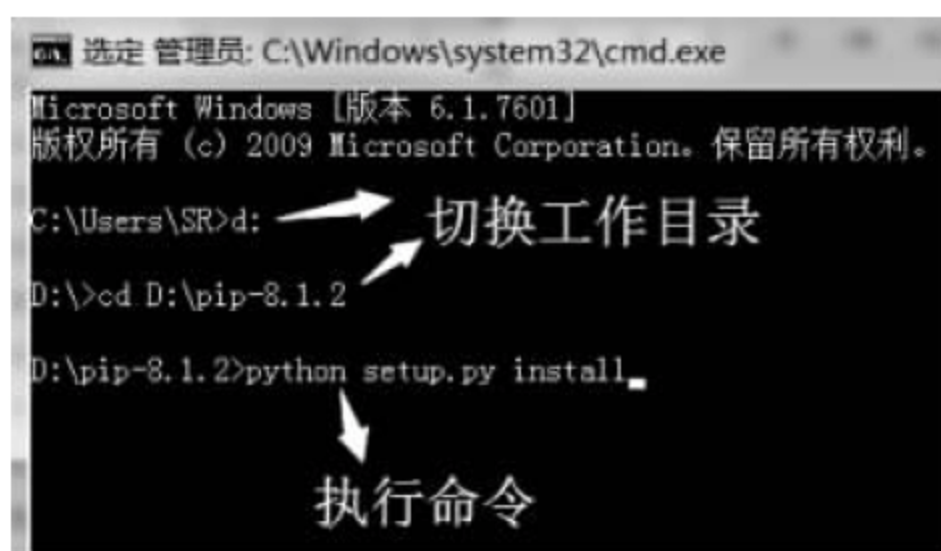 选定 管理员: C:\Windows\system32\cmd.exe
Microsoft Windows [版本 6.1.7601]
版权所有 (c) 2009 Microsoft Corporation。保留所有权利。
C:\Users\SR>d:
切换工作目录
D:\>cd D:\pip-8.1.2
D:\pip-8.1.2>python setup.py install
执行命令